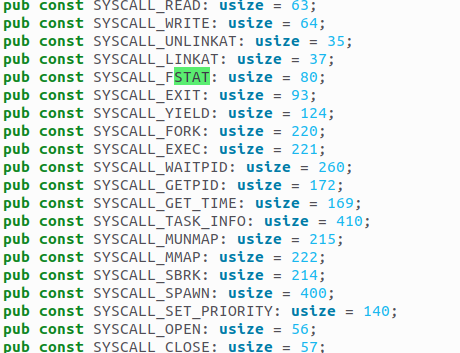 pub const SYSCALL_READ: usize = 63;
pub const SYSCALL_WRITE: usize = 64;
pub const SYSCALL_UNLINKAT: usize = 35;
pub const SYSCALL_LINKAT: usize = 37;
pub const SYSCALL_FSTAT: usize = 80;
pub const SYSCALL_EXIT: usize = 93;
pub const SYSCALL_YIELD: usize = 124;
pub const SYSCALL_FORK: usize = 220;
pub const SYSCALL_EXEC: usize = 221;
pub const SYSCALL_WAITPID: usize = 260;
pub const SYSCALL_GETPID: usize = 172;
pub const SYSCALL_GET_TIME: usize = 169;
pub const SYSCALL_TASK_INFO: usize = 410;
pub const SYSCALL_MUNMAP: usize = 215;
pub const SYSCALL_MMAP: usize = 222;
pub const SYSCALL_SBRK: usize = 214;
pub const SYSCALL_SPAWN: usize = 400;
pub const SYSCALL_SET_PRIORITY: usize = 140;
pub const SYSCALL_OPEN: usize = 56;
pub const SYSCALL_CLOSE: usize = 57;